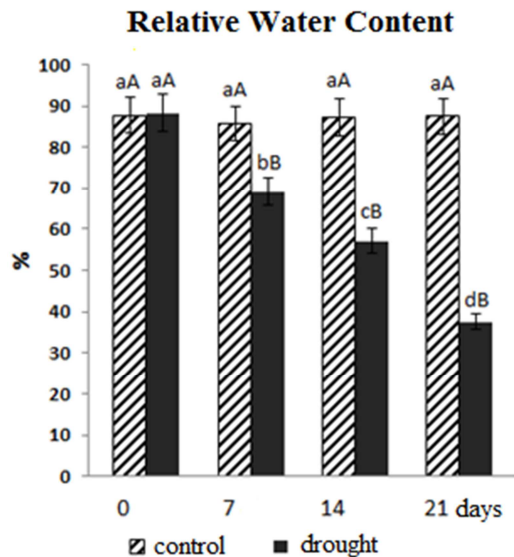 Relative Water Content
100
90
80
70
60
50
40
30
20
10
0
%
aA aA aA aA aA
bB
cB
dB
0 7 14 21 days
control drought